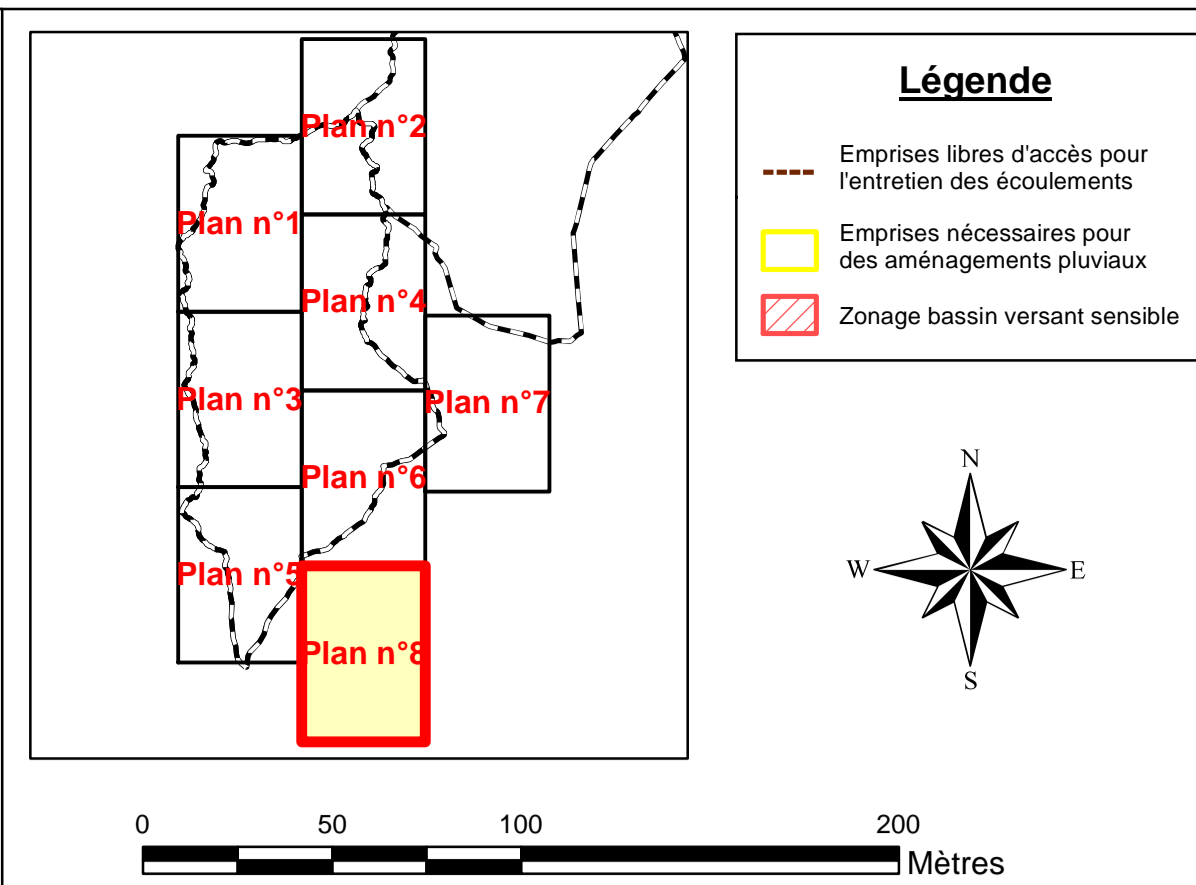 Plan n°2
Plan n°1
Plan n°4
Plan n°3
Plan n°7
Plan n°6
Plan n°5
Plan n°8
Légende
Emprises libres d'accès pour
l'entretien des écoulements
Emprises nécessaires pour
des aménagements pluviaux
Zonage bassin versant sensible
N
W
E
S
0 50 100 200
Mètres